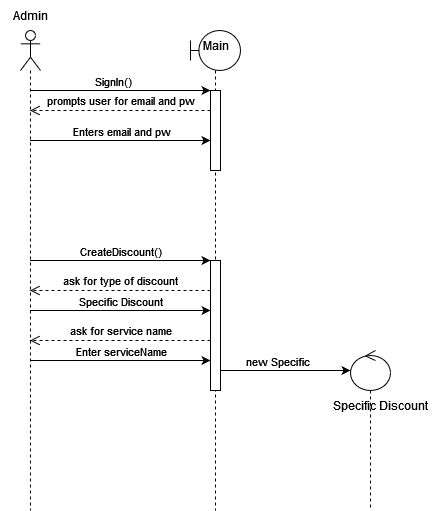 Admin
Main
SignIn()
prompts user for email and pw
Enters email and pw
CreateDiscount()
ask for type of discount
Specific Discount
ask for service name
Enter serviceName
new Specific
Specific Discount